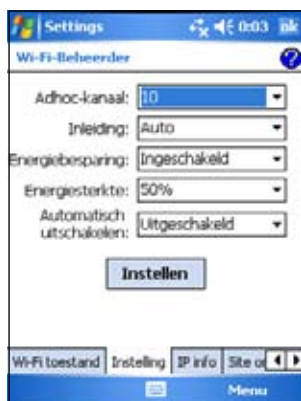 Settings 0:03 ok
Wi-Fi-Beheerder
Adhoc-kanaal: 10
Inleiding: Auto
Energiebesparing: Ingeschakeld
Energiesterkte: 50%
Automatisch
uitschakelen: Uitgeschakeld
Instellen
Wi-Fi toestand Instelling IP info Site o
Menu